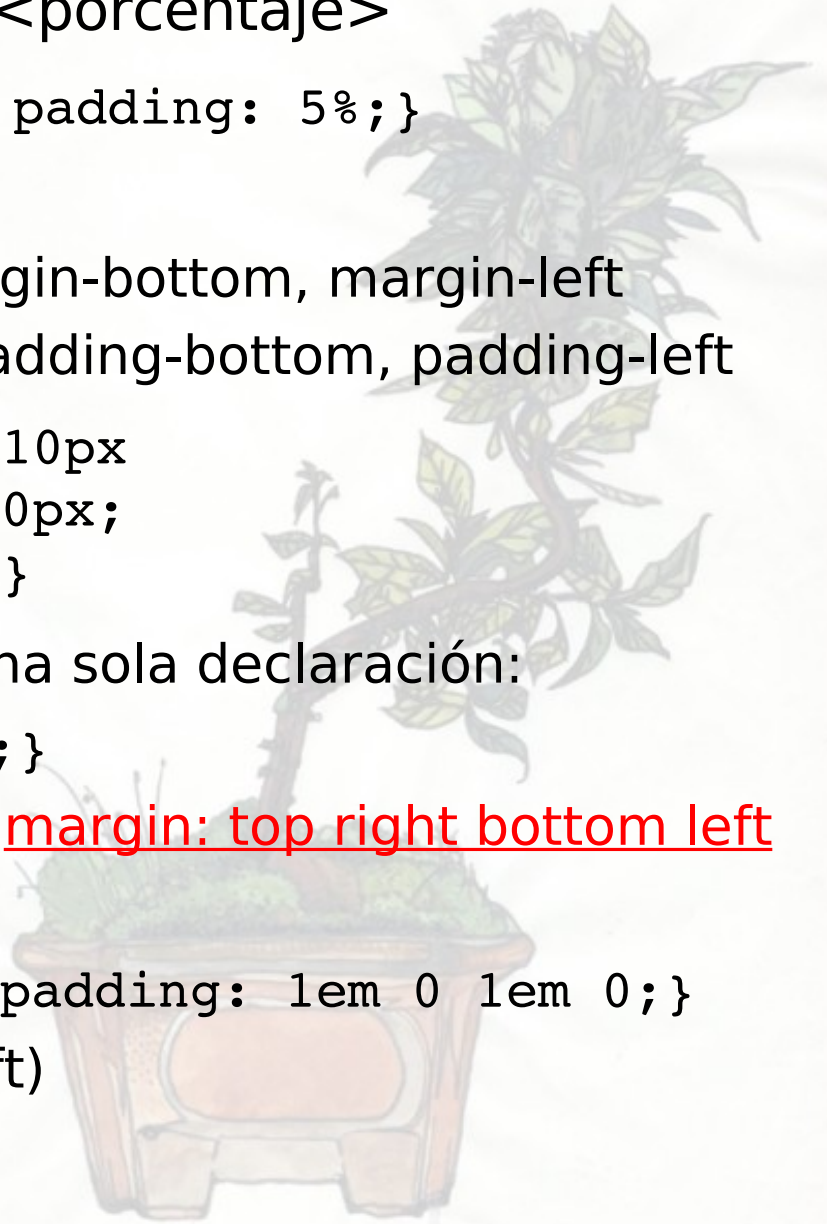 <porcentaje>
padding: 5%;}
gin-bottom, margin-left
adding-bottom, padding-left
10px
0px;
}
na sola declaración:
;}
margin: top right bottom left
padding: 1em 0 1em 0;}
ft)